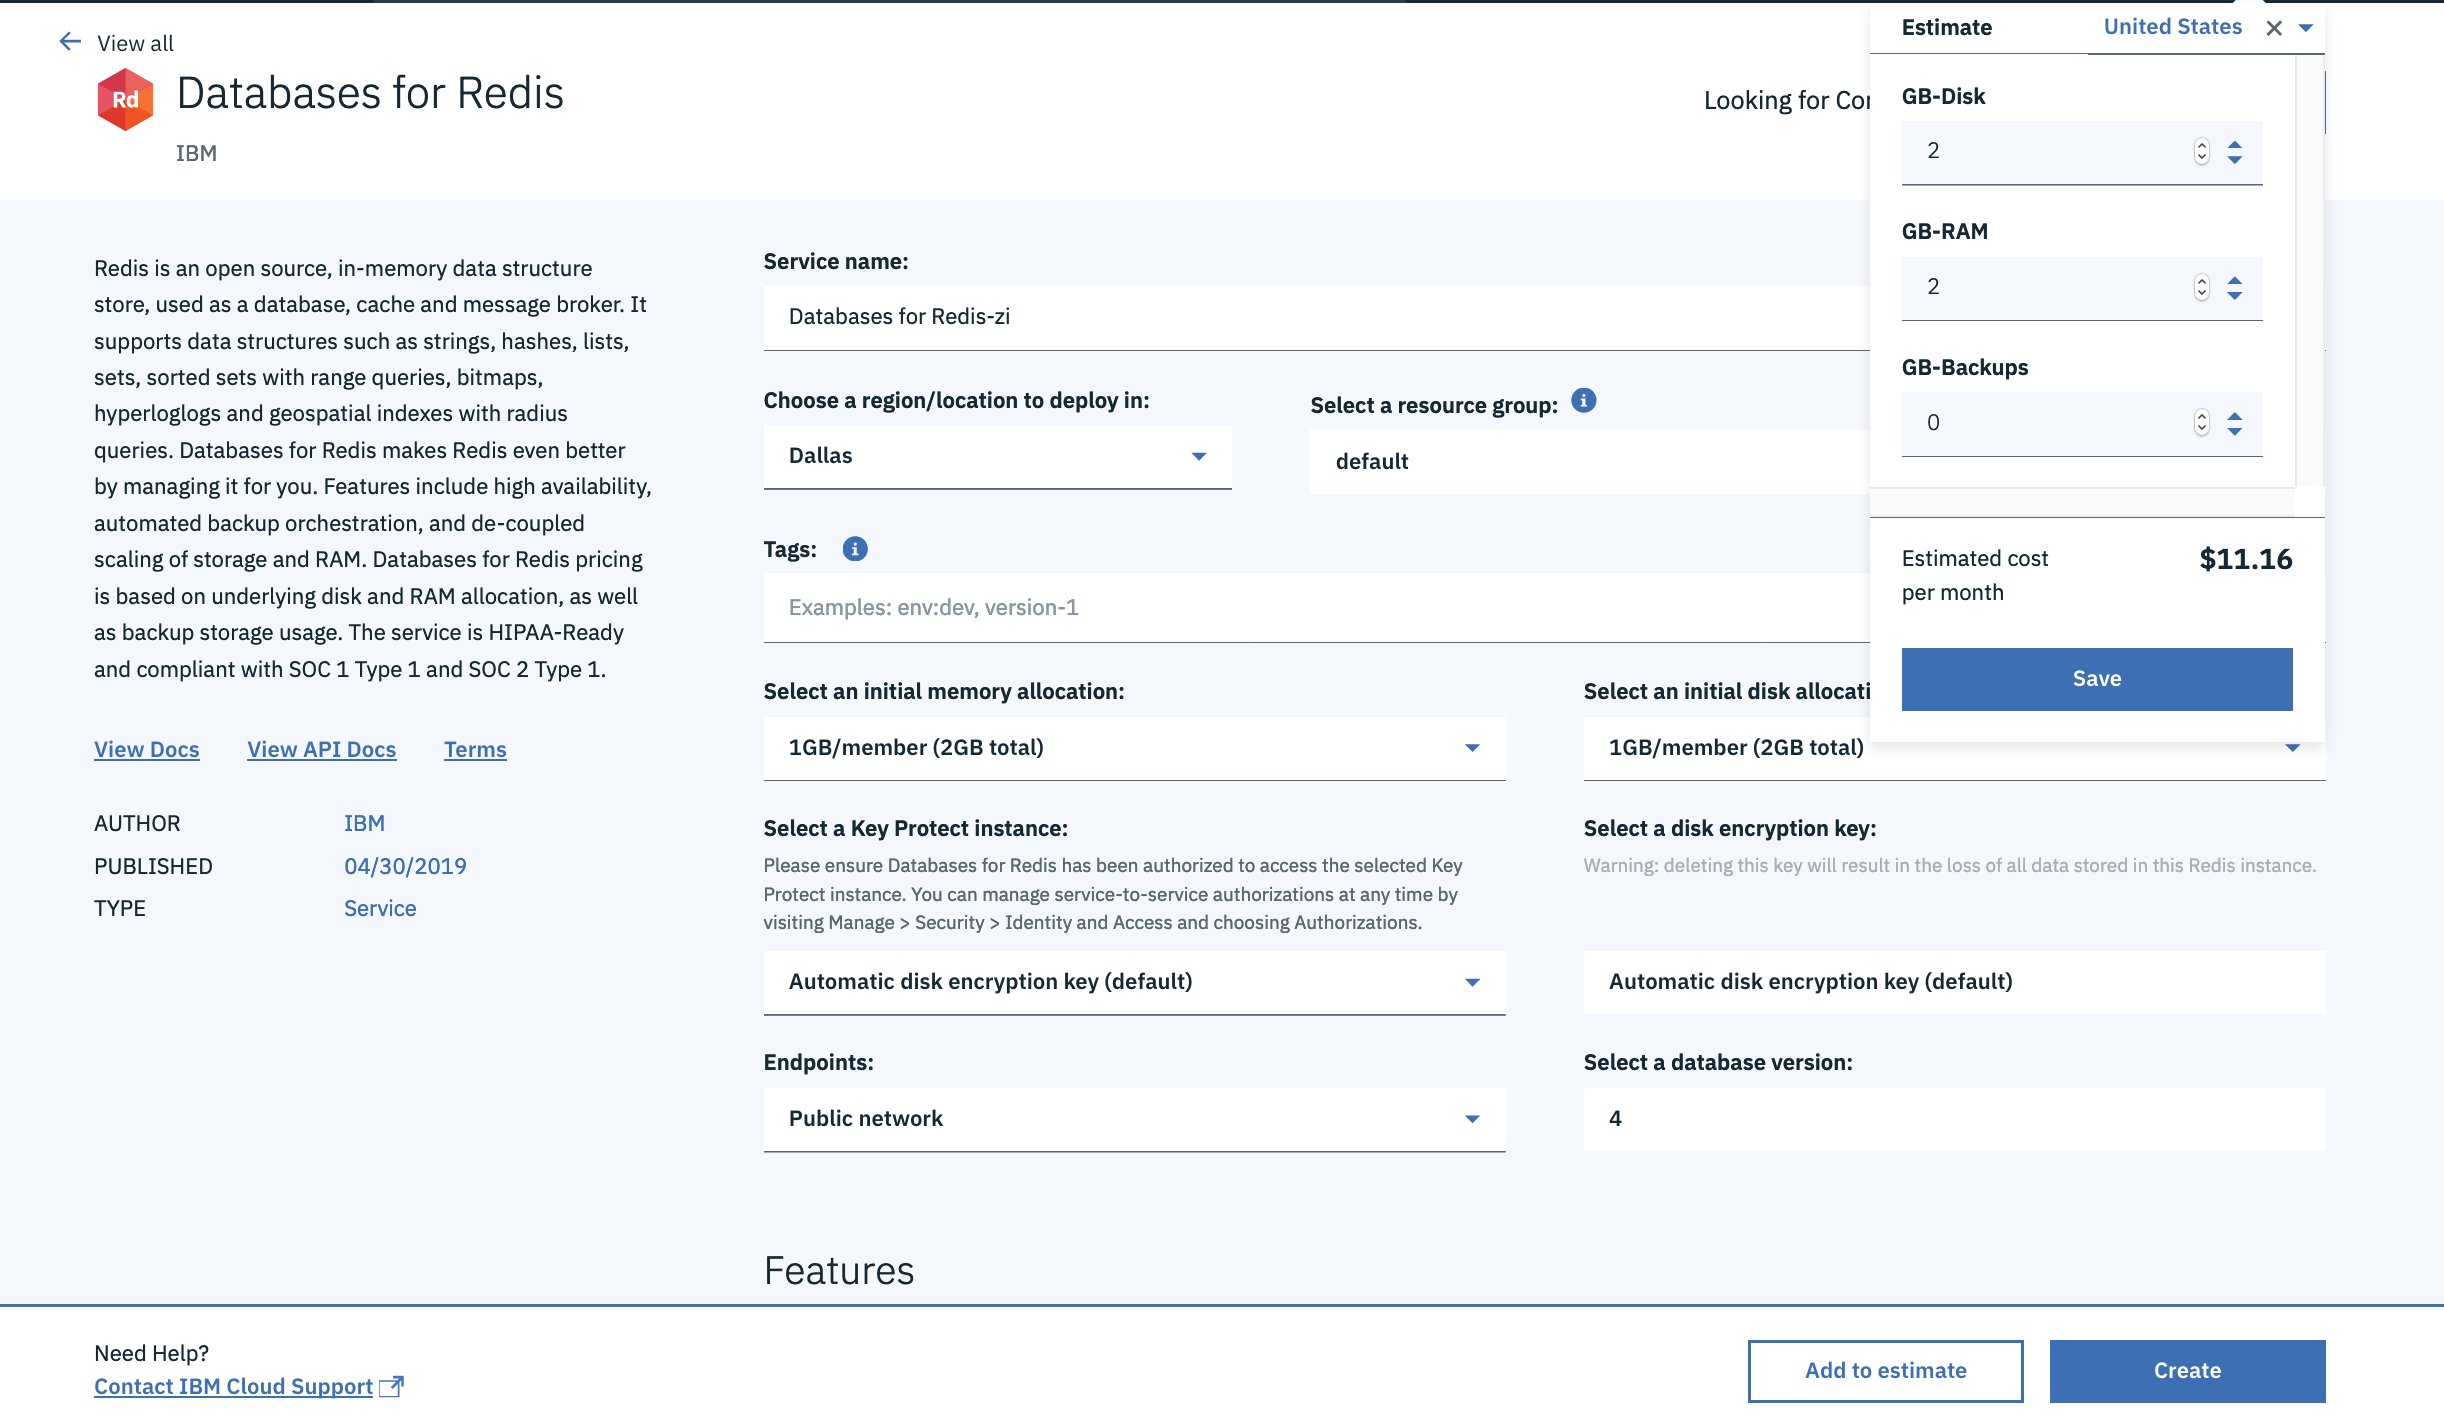 View all
Rd
Databases for Redis
IBM
Looking for
Redis is an open source, in-memory data structure
store, used as a database, cache and message broker. It
supports data structures such as strings, hashes, lists,
sets, sorted sets with range queries, bitmaps,
hyperloglogs and geospatial indexes with radius
queries. Databases for Redis makes Redis even better
by managing it for you. Features include high availability,
automated backup orchestration, and de-coupled
scaling of storage and RAM. Databases for Redis pricing
is based on underlying disk and RAM allocation, as well
as backup storage usage. The service is HIPAA-Ready
and compliant with SOC 1 Type 1 and SOC 2 Type 1.
View Docs View API Docs Terms
AUTHOR IBM
PUBLISHED 04/30/2019
TYPE Service
Service name:
Databases for Redis-zi
Choose a region/location to deploy in:
Dallas
Select a resource group:
default
Tags:
Examples: env:dev, version-1
Select an initial memory allocation:
1GB/member (2GB total)
Select an initial disk allocati
1GB/member (2GB total)
Select a Key Protect instance:
Please ensure Databases for Redis has been authorized to access the selected Key
Protect instance. You can manage service-to-service authorizations at any time by
visiting Manage > Security > Identity and Access and choosing Authorizations.
Automatic disk encryption key (default)
Select a disk encryption key:
Warning: deleting this key will result in the loss of all data stored in this Redis instance.
Automatic disk encryption key (default)
Endpoints:
Public network
Select a database version:
4
Features
Estimate United States
GB-Disk
2
GB-RAM
2
GB-Backups
0
Estimated cost $11.16
per month
Save
Need Help?
Contact IBM Cloud Support
Add to estimate
Create